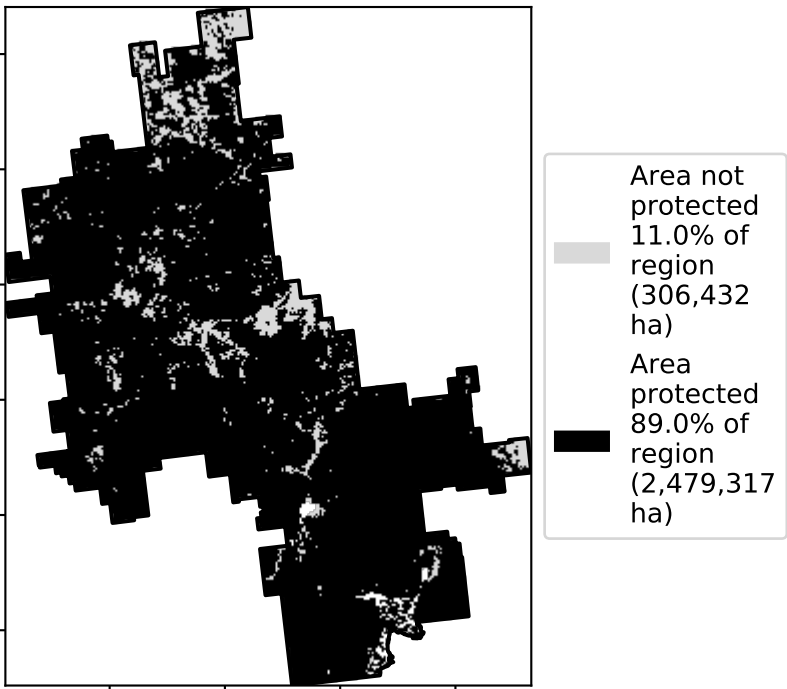 Area not
protected
11.0% of
region
(306,432
ha)
Area
protected
89.0% of
region
(2,479,317
ha)